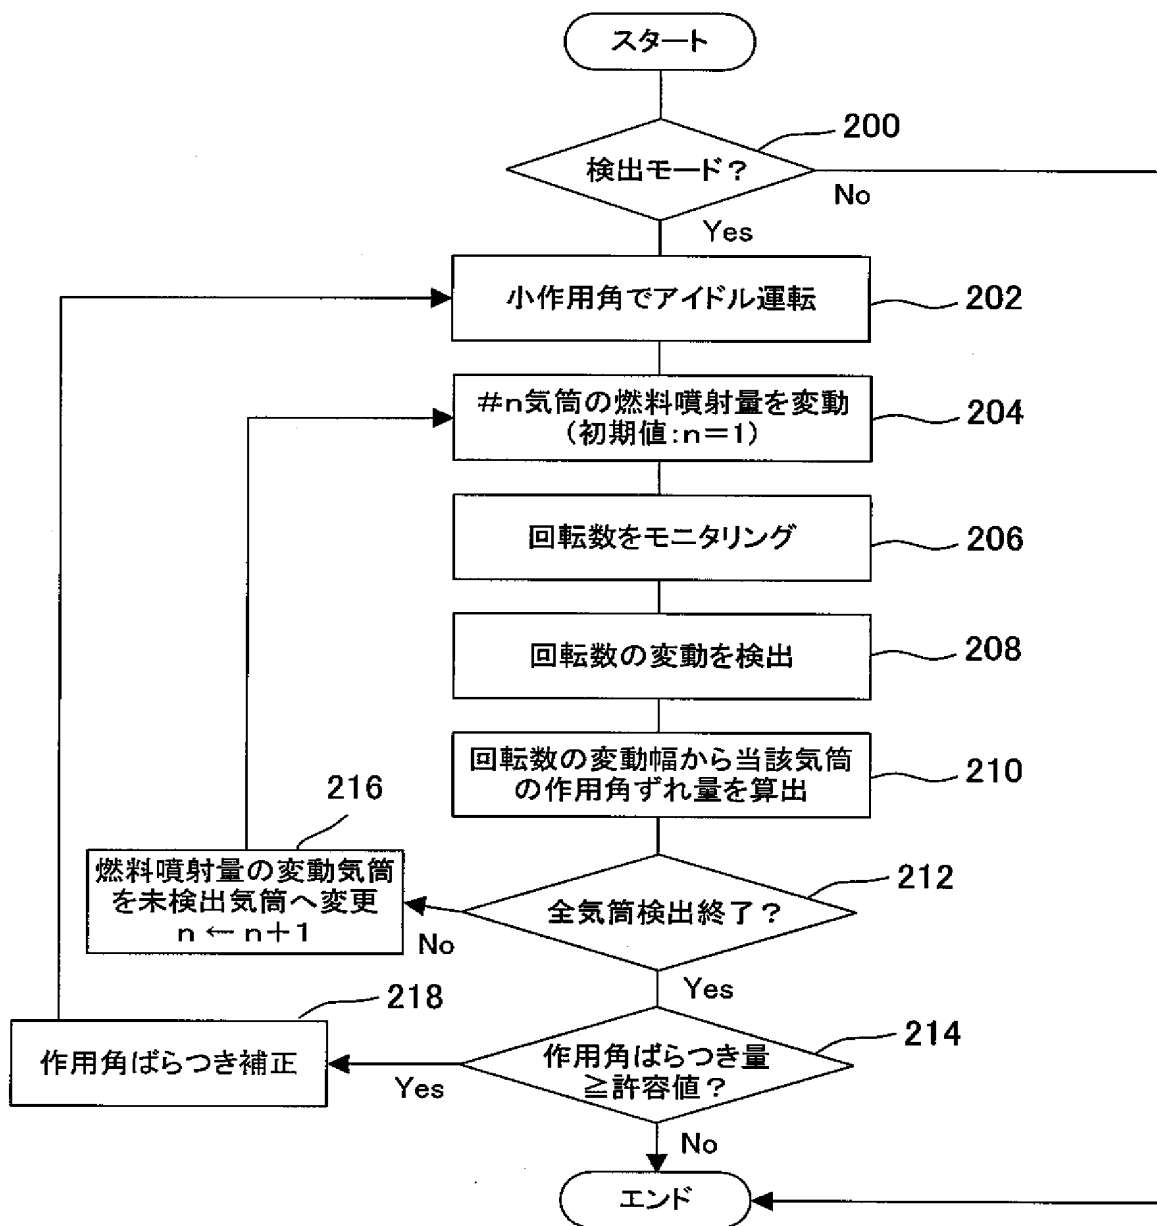 スタート
200
検出モード？
No
Yes
小作用角でアイドル運転
202
#n気筒の燃料噴射量を変動
(初期値:n=1)
204
回転数をモニタリング
206
回転数の変動を検出
208
回転数の変動幅から当該気筒
の作用角ずれ量を算出
210
216
燃料噴射量の変動気筒
を未検出気筒へ変更
n ← n+1
全気筒検出終了？
212
No
Yes
218
作用角ばらつき補正
作用角ばらつき量
≧許容値？
214
Yes
No
エンド